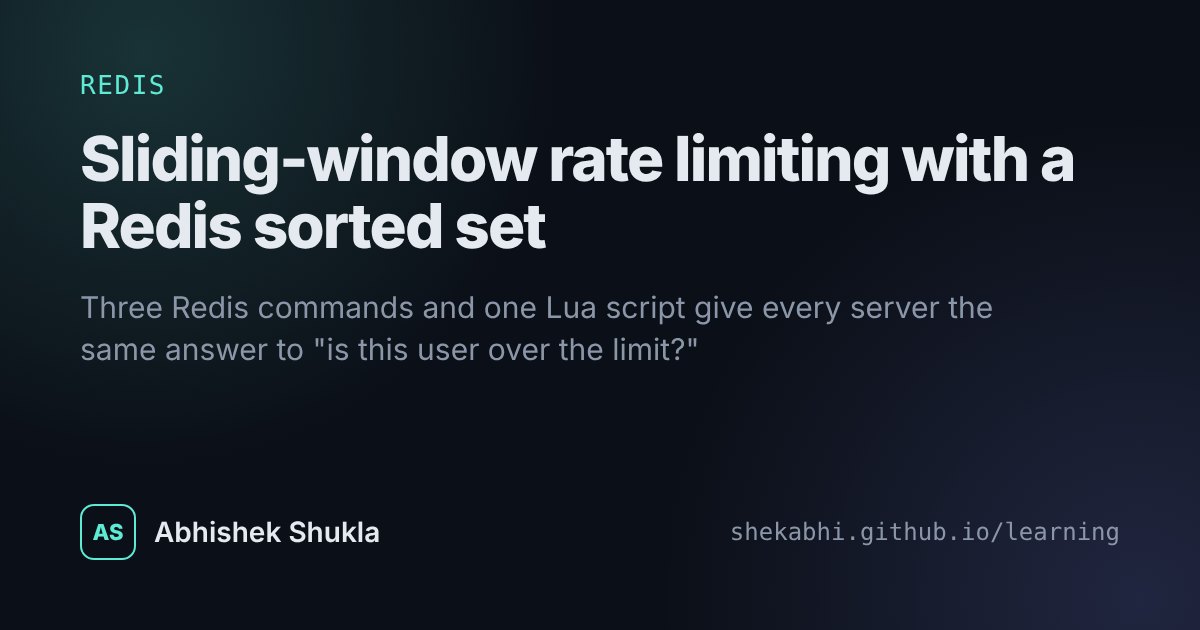 REDIS
Sliding-window rate limiting with a
Redis sorted set
Three Redis commands and one Lua script give every server the
same answer to "is this user over the limit?"
AS
Abhishek Shukla
shekabhi.github.io/learning